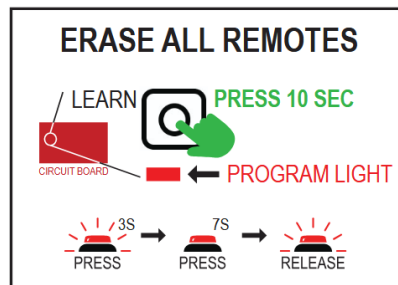 ERASE ALL REMOTES
LEARN
PRESS 10 SEC
CIRCUIT BOARD
PROGRAM LIGHT
3S
7S
PRESS
PRESS
RELEASE